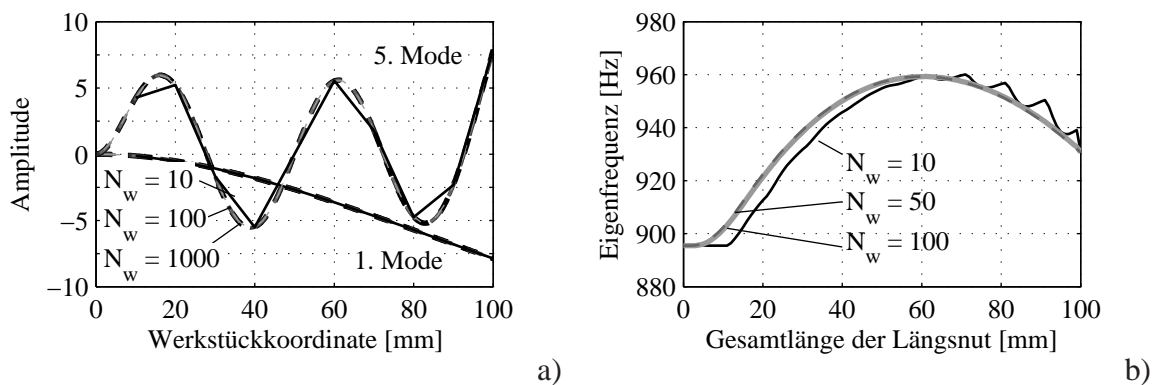 10
5
0
−5
−10
Amplitude
5. Mode
N_w = 10
N_w = 100
N_w = 1000
1. Mode
0 20 40 60 80 100
Werkstückkoordinate [mm]
a)
960
940
920
900
880
Eigenfrequenz [Hz]
N_w = 10
N_w = 50
N_w = 100
0 20 40 60 80 100
Gesamtlänge der Längsnut [mm]
b)